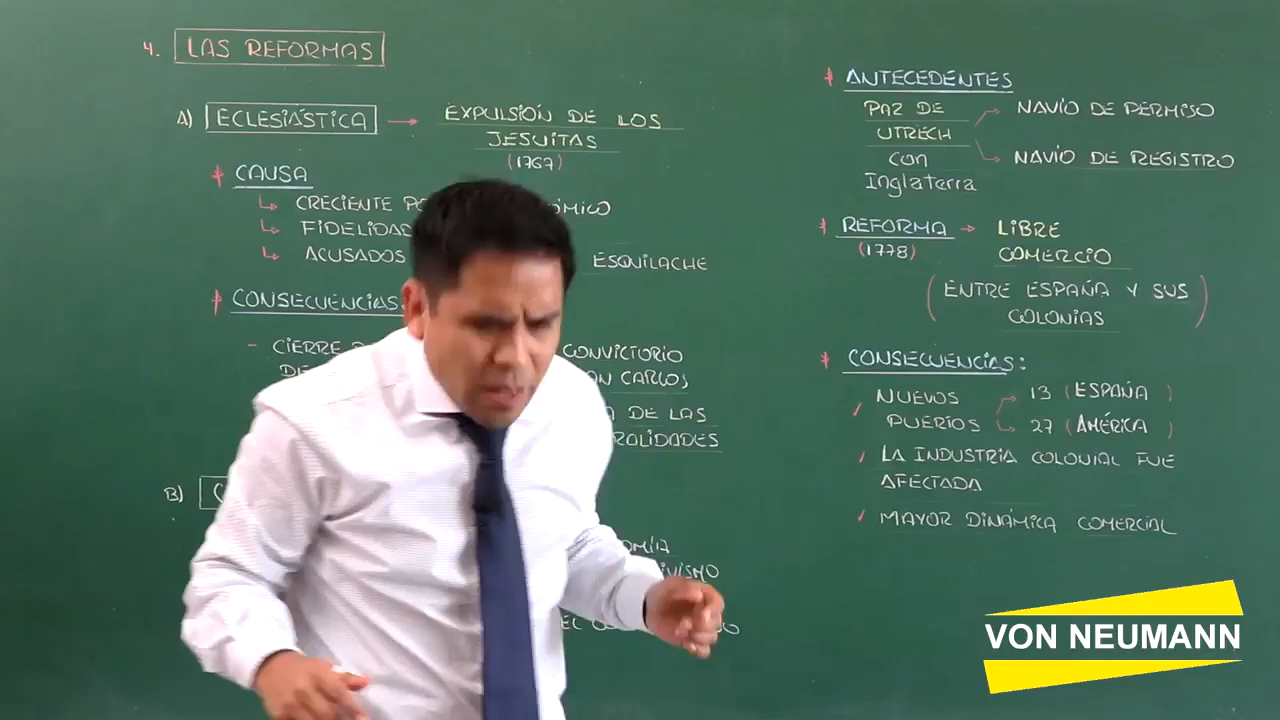 4. LAS REFORMAS
A) ECLESIÁSTICA → EXPULSIÓN DE LOS
JESUITAS
(1767)
* CAUSA
↳ CRECIENTE
↳ FIDELIDAD
↳ ACUSADOS ESQUILACHE
* CONSECUENCIAS
- CIERRE CONVICTORIO
CARLOS
DE LAS
B)
* ANTECEDENTES
PAZ DE
UTRECH
CON
Inglaterra
NAVÍO DE PERMISO
NAVÍO DE REGISTRO
* REFORMA → LIBRE
(1778) COMERCIO
(ENTRE ESPAÑA Y SUS
COLONIAS)
* CONSECUENCIAS:
✓ NUEVOS
PUERTOS
13 (ESPAÑA)
27 (AMÉRICA)
✓ LA INDUSTRIA COLONIAL FUE
AFECTADA
✓ MAYOR DINÁMICA COMERCIAL
VON NEUMANN